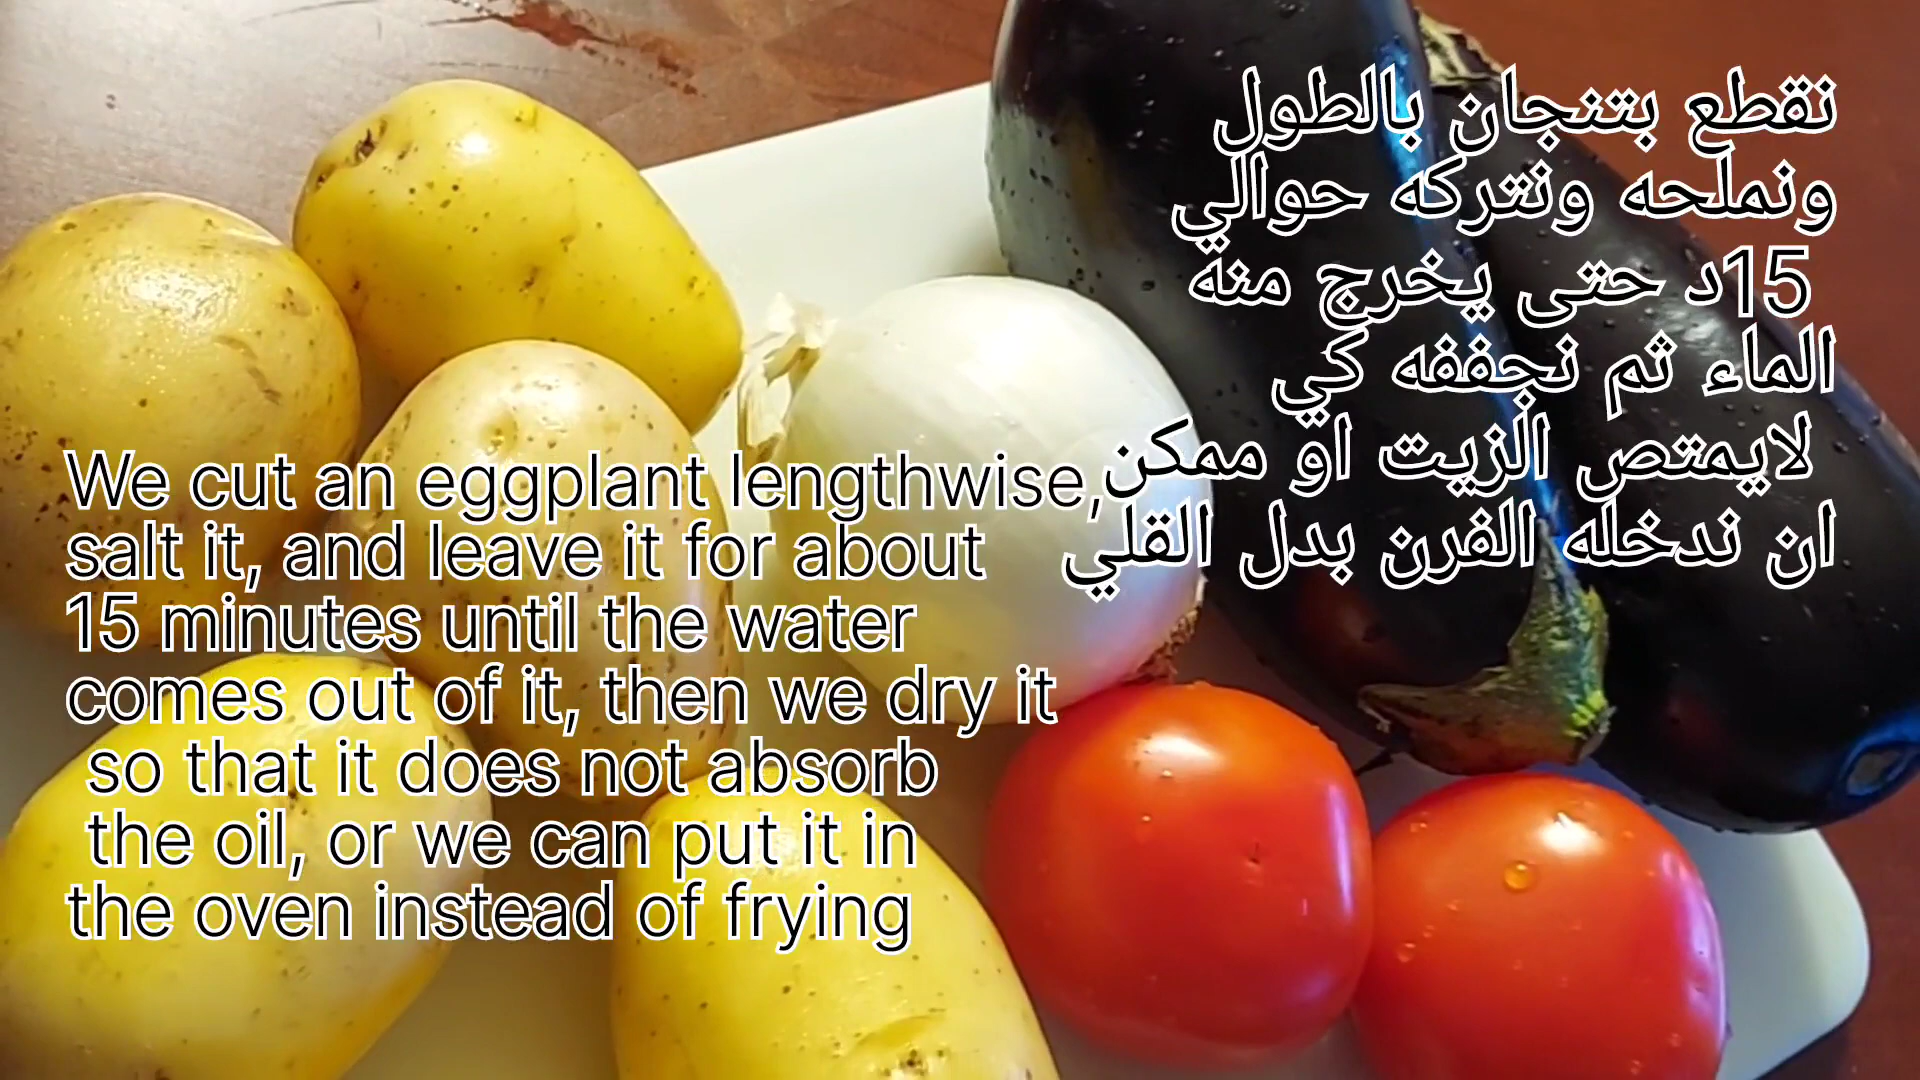 نقطع بتنجان بالطول
ونملحه ونتركه حوالي
15د حتى يخرج منه
الماء ثم نجففه كي
لايمتص الزيت او ممكن
ان ندخله الفرن بدل القلي
We cut an eggplant lengthwise,
salt it, and leave it for about
15 minutes until the water
comes out of it, then we dry it
so that it does not absorb
the oil, or we can put it in
the oven instead of frying